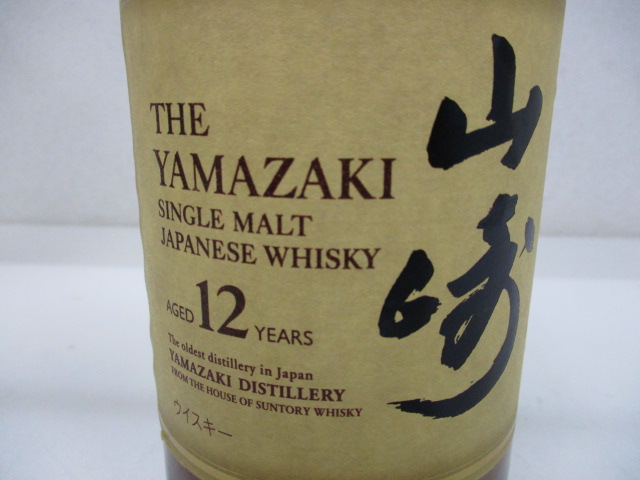 THE
YAMAZAKI
SINGLE MALT
JAPANESE WHISKY
AGED 12 YEARS
The oldest distillery in Japan
YAMAZAKI DISTILLERY
FROM THE HOUSE OF SUNTORY WHISKY
ウイスキー
山崎